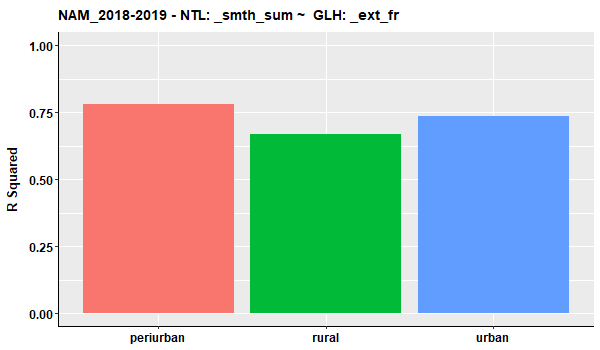 NAM_2018-2019 - NTL: _smth_sum ~  GLH: _ext_fr
1.00
0.75
0.50
0.25
0.00
R Squared
periurban rural urban